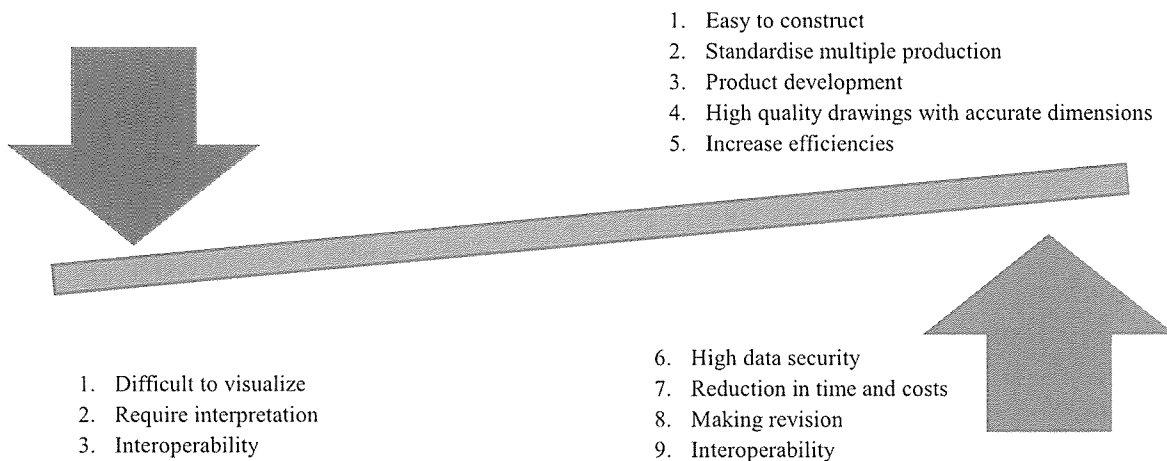 1. Easy to construct
2. Standardise multiple production
3. Product development
4. High quality drawings with accurate dimensions
5. Increase efficiencies
1. Difficult to visualize
2. Require interpretation
3. Interoperability
6. High data security
7. Reduction in time and costs
8. Making revision
9. Interoperability